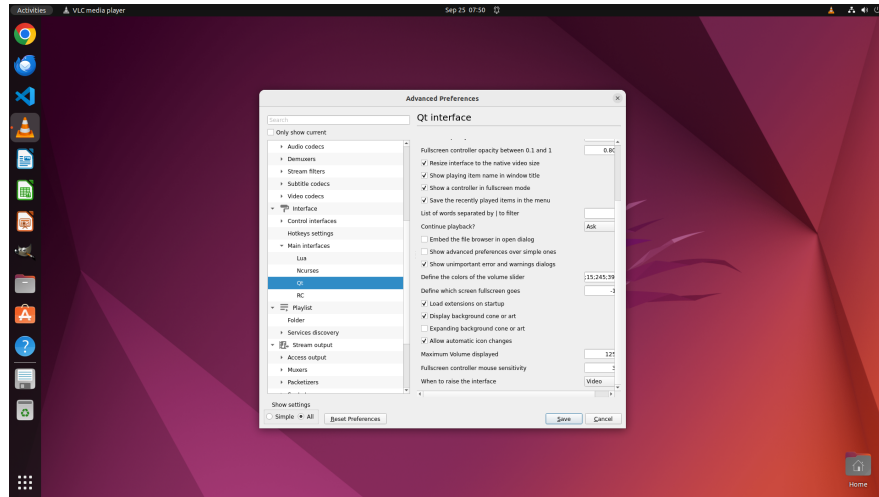 Activities
VLC media player
Sep 25 07:50
Advanced Preferences
Search
Only show current
Audio codecs
Demuxers
Stream filters
Subtitle codecs
Video codecs
Interface
Control interfaces
Hotkeys settings
Main interfaces
Lua
Ncurses
Qt
RC
Playlist
Folder
Services discovery
Stream output
Access output
Muxers
Packetizers
Show settings
Simple
All
Reset Preferences
Qt interface
Fullscreen controller opacity between 0.1 and 1
0.80
Resize interface to the native video size
Show playing item name in window title
Show a controller in fullscreen mode
Save the recently played items in the menu
List of words separated by | to filter
Continue playback?
Ask
Embed the file browser in open dialog
Show advanced preferences over simple ones
Show unimportant error and warnings dialogs
Define the colors of the volume slider
;15;245;39
Define which screen fullscreen goes
Load extensions on startup
Display background cone or art
Expanding background cone or art
Allow automatic icon changes
Maximum Volume displayed
125
Fullscreen controller mouse sensitivity
When to raise the interface
Video
Save
Cancel
Home